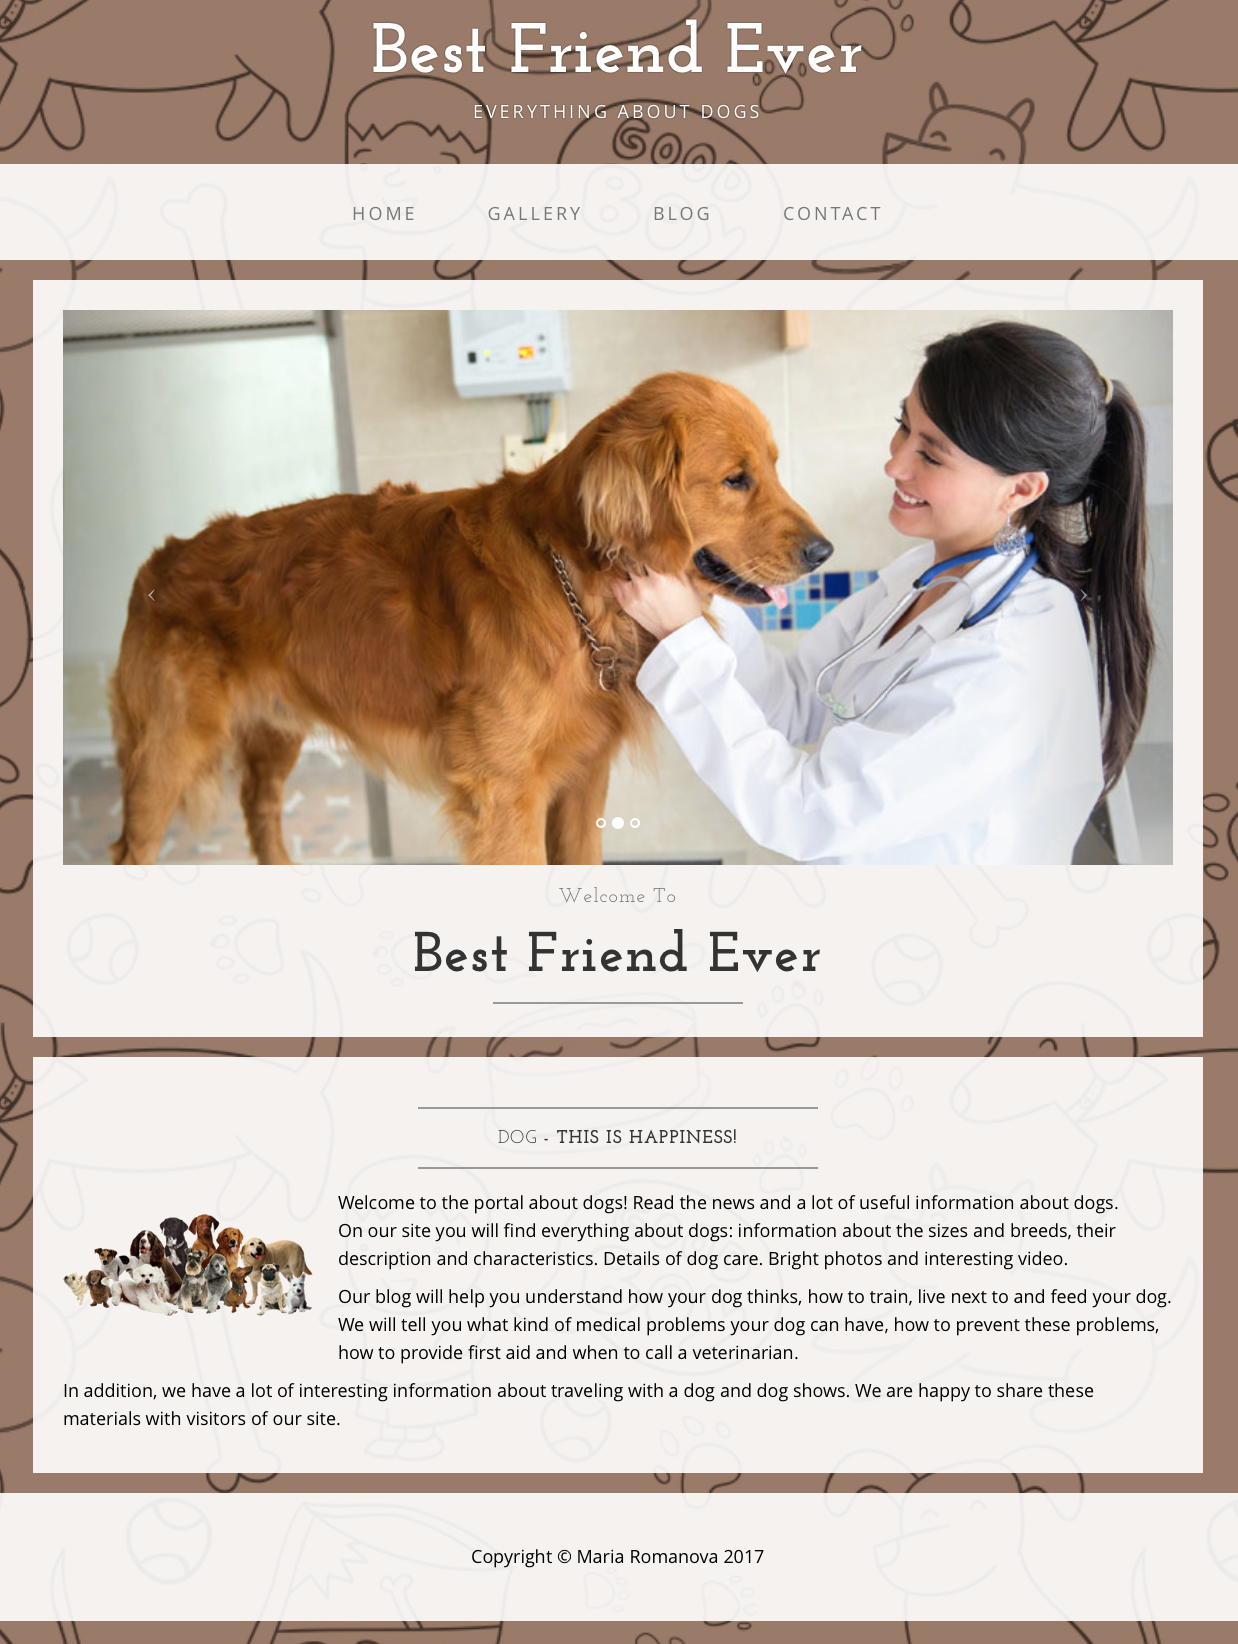 Best Friend Ever
EVERYTHING ABOUT DOGS
GOOD
BOY
HOME GALLERY BLOG CONTACT
Welcome To
Best Friend Ever
DOG - THIS IS HAPPINESS!
Welcome to the portal about dogs! Read the news and a lot of useful information about dogs.
On our site you will find everything about dogs: information about the sizes and breeds, their
description and characteristics. Details of dog care. Bright photos and interesting video.
Our blog will help you understand how your dog thinks, how to train, live next to and feed your dog.
We will tell you what kind of medical problems your dog can have, how to prevent these problems,
how to provide first aid and when to call a veterinarian.
In addition, we have a lot of interesting information about traveling with a dog and dog shows. We are happy to share these
materials with visitors of our site.
Copyright © Maria Romanova 2017